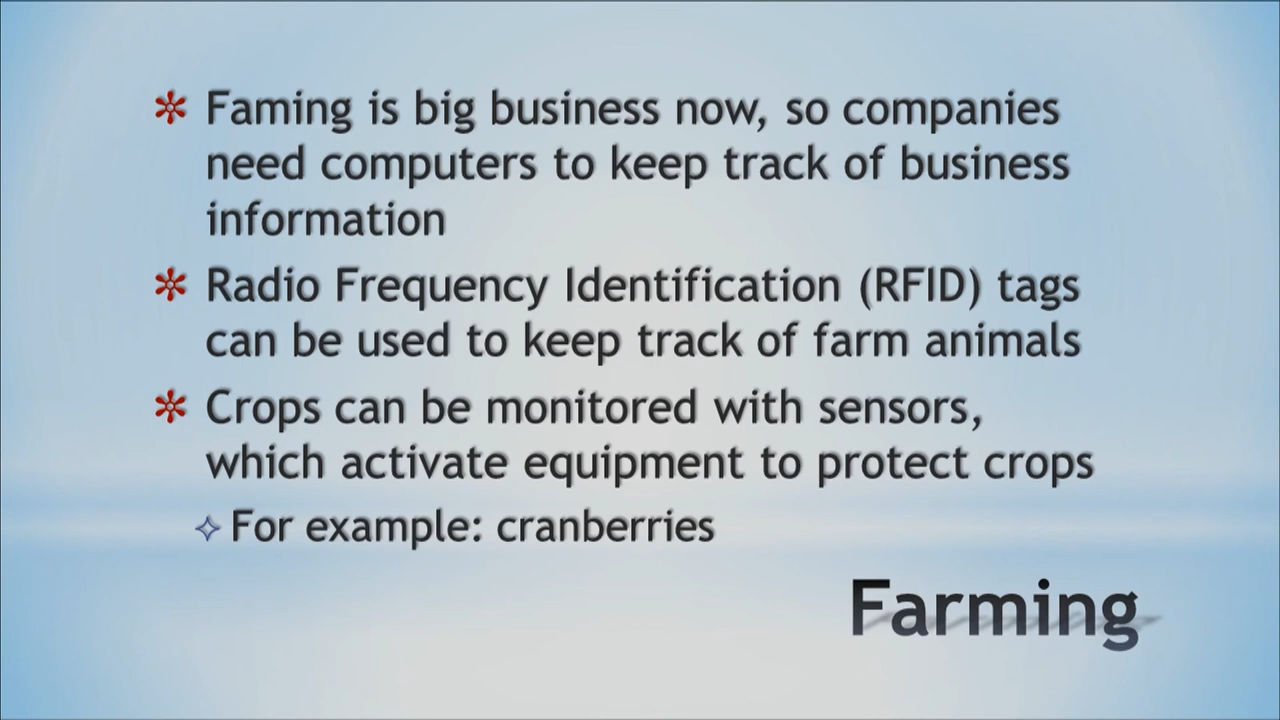 Faming is big business now, so companies
need computers to keep track of business
information
Radio Frequency Identification (RFID) tags
can be used to keep track of farm animals
Crops can be monitored with sensors,
which activate equipment to protect crops
For example: cranberries
Farming